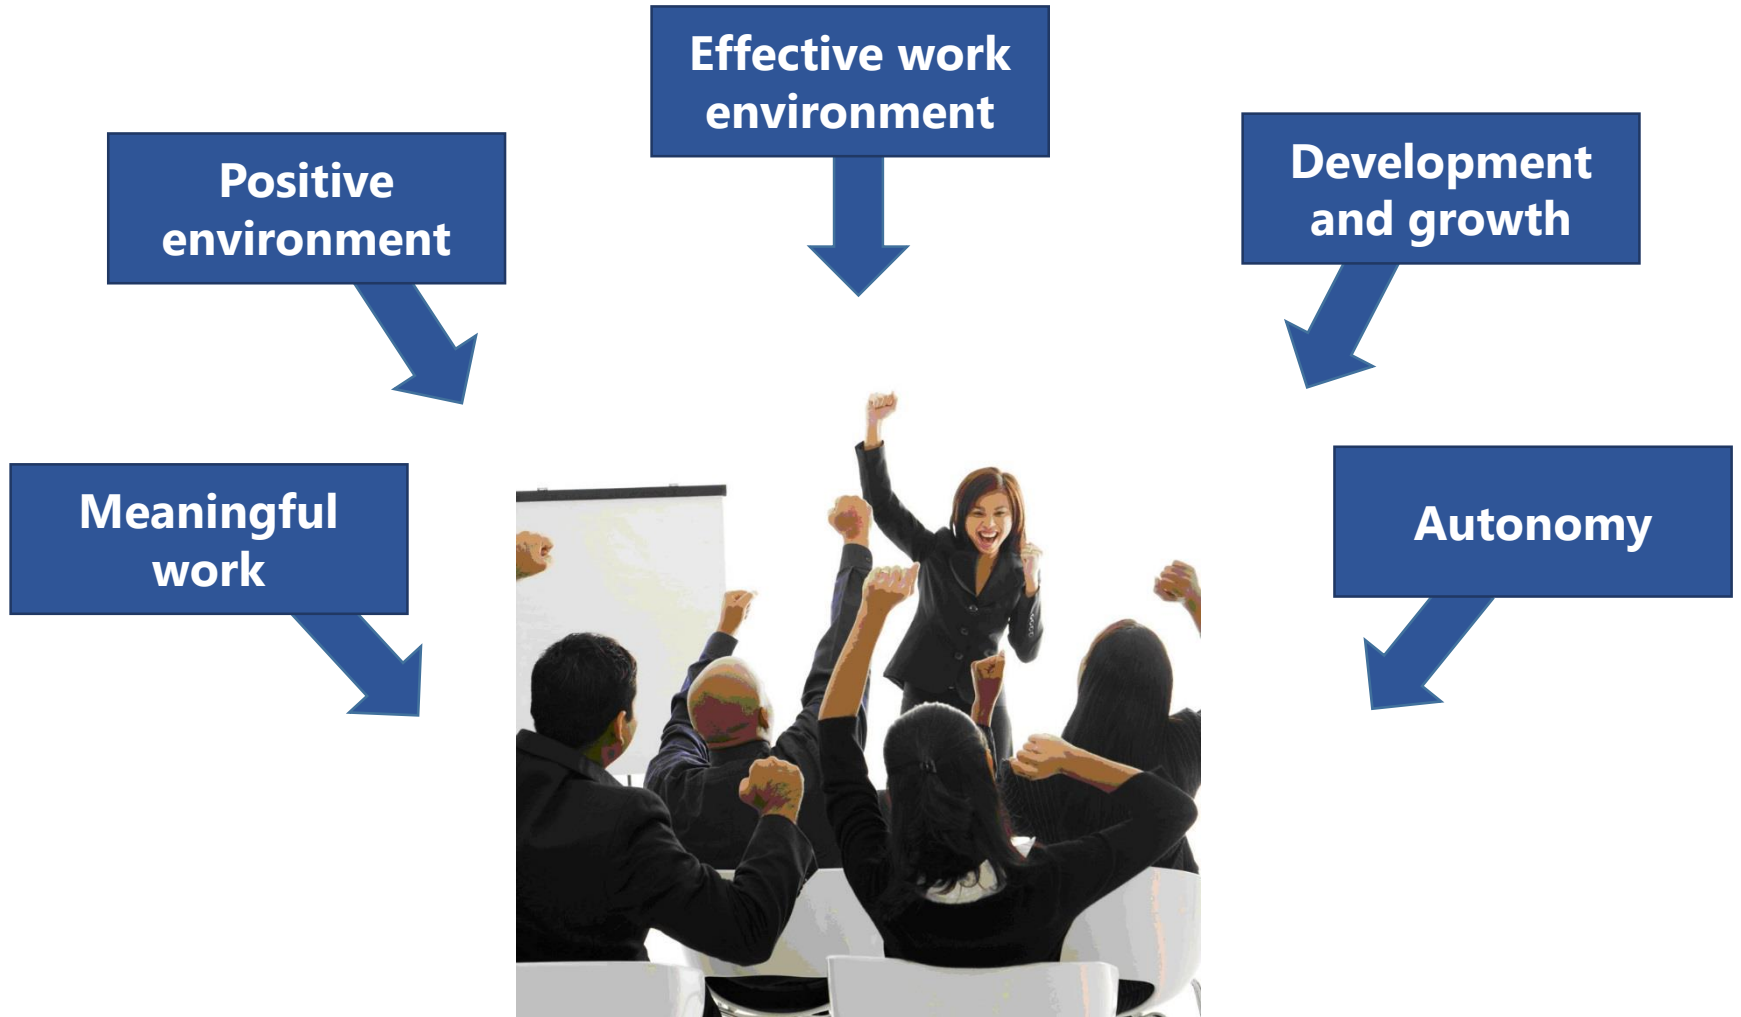 Effective work
environment
Positive
environment
Development
and growth
Meaningful
work
Autonomy